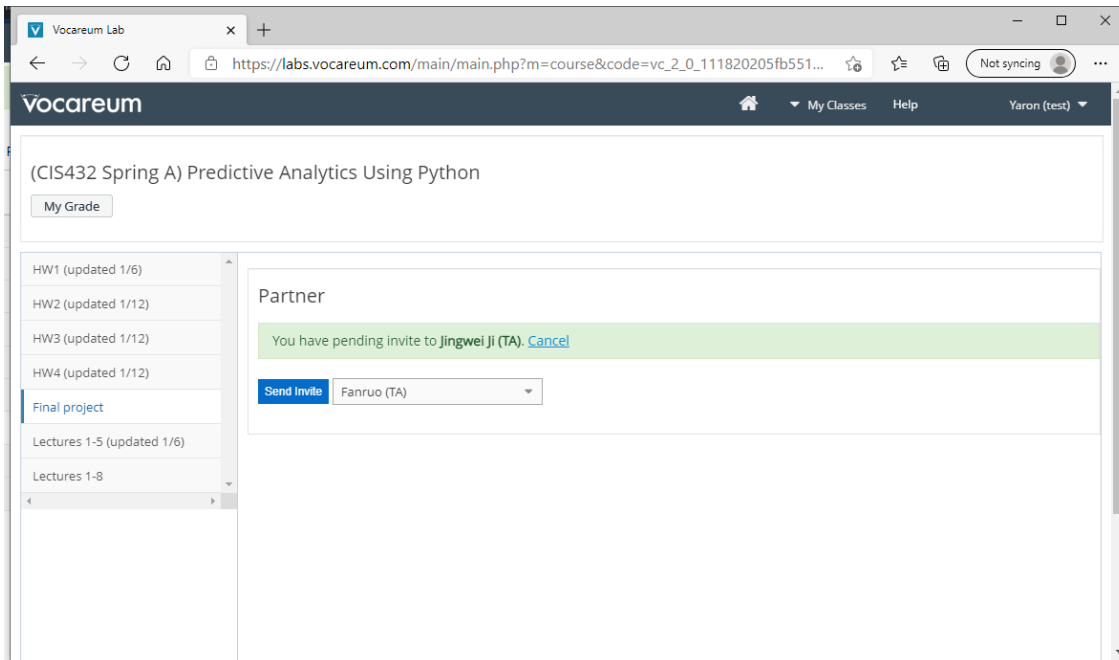 Vocareum Lab
https://labs.vocareum.com/main/main.php?m=course&code=vc_2_0_111820205fb551...
Not syncing
Vocareum
My Classes
Help
Yaron (test)
(CIS432 Spring A) Predictive Analytics Using Python
My Grade
HW1 (updated 1/6)
HW2 (updated 1/12)
HW3 (updated 1/12)
HW4 (updated 1/12)
Final project
Lectures 1-5 (updated 1/6)
Lectures 1-8
Partner
You have pending invite to Jingwei Ji (TA). Cancel
Send Invite
Fanruo (TA)